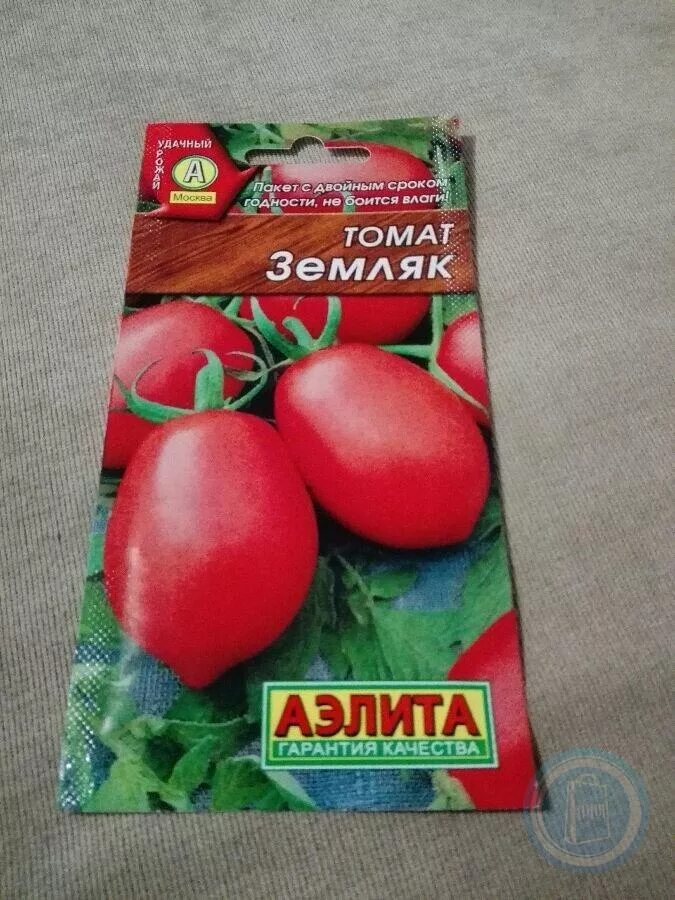 УДАЧНЫЙ
УРОЖАЙ
А
Москва
Пакет с двойным сроком
годности, не боится влаги!
ТОМАТ
Земляк
АЭЛИТА
ГАРАНТИЯ КАЧЕСТВА